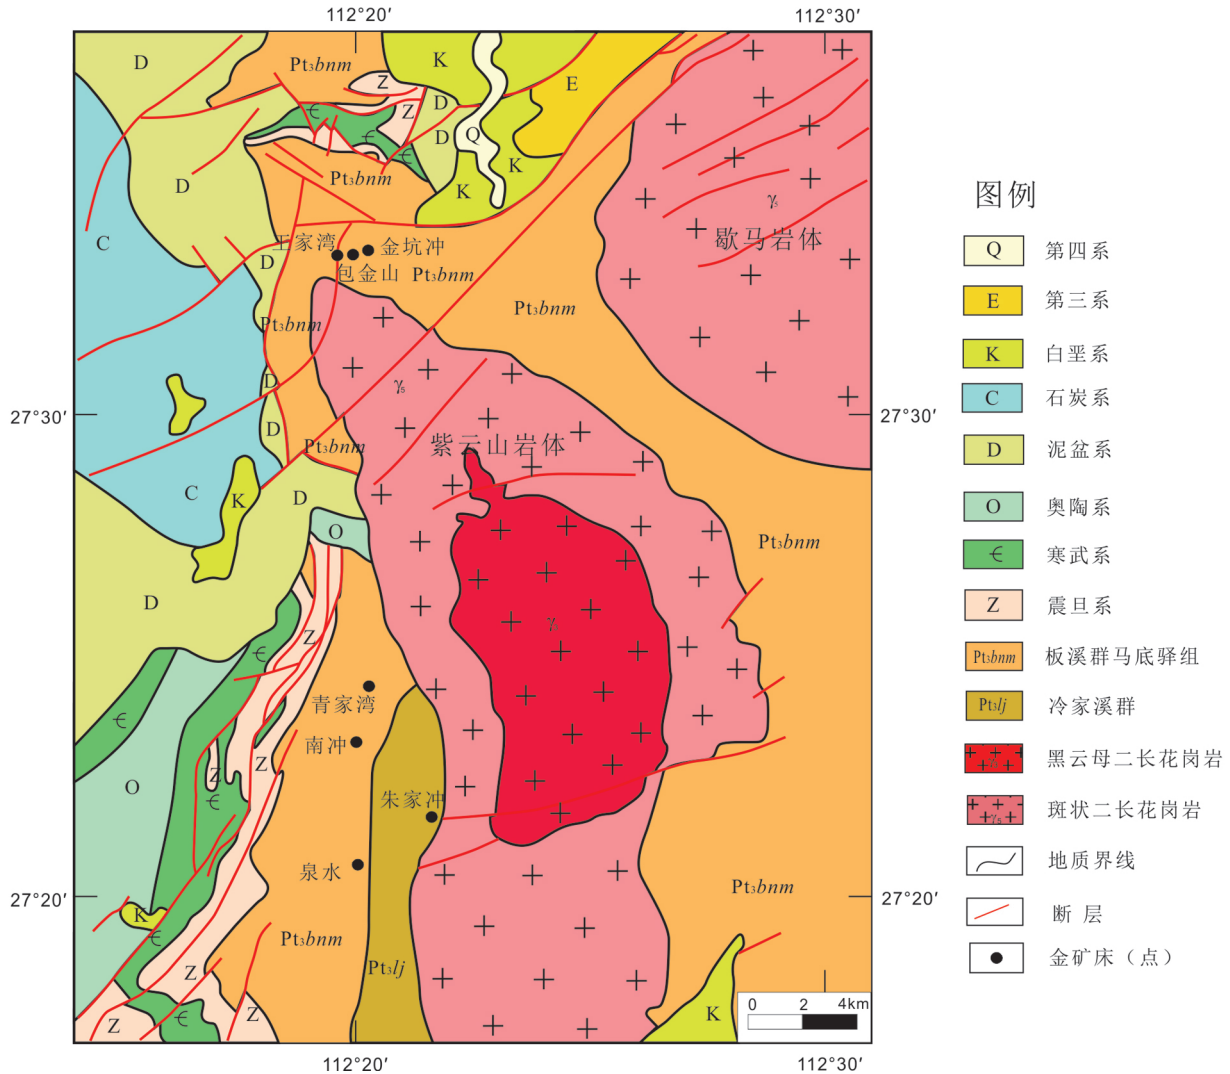 112°20′
112°30′
D
Pt₃bnm
K
Z
E
Є
Z
D
Є
D
Q
Є
K
D
Pt₃bnm
K
γ₅
C
王家湾
金坑冲
歇马岩体
D
包金山
Pt₃bnm
Pt₃bnm
Pt₃bnm
D
γ₅
27°30′
27°30′
D
Pt₃bnm
紫云山岩体
C
K
D
O
Pt₃bnm
D
γ
Z
Є
青家湾
Є
南冲
Z
Z
O
Є
朱家冲
泉水
27°20′
27°20′
K
Pt₃bnm
Є
Pt₃bnm
Z
Pt₃lj
Z
Є
Z
K
0 2 4km
112°20′
112°30′
图例
Q 第四系
E 第三系
K 白垩系
C 石炭系
D 泥盆系
O 奥陶系
Є 寒武系
Z 震旦系
Pt₃bnm 板溪群马底驿组
Pt₃lj 冷家溪群
黑云母二长花岗岩
γ₅ 斑状二长花岗岩
地质界线
断层
金矿床（点）